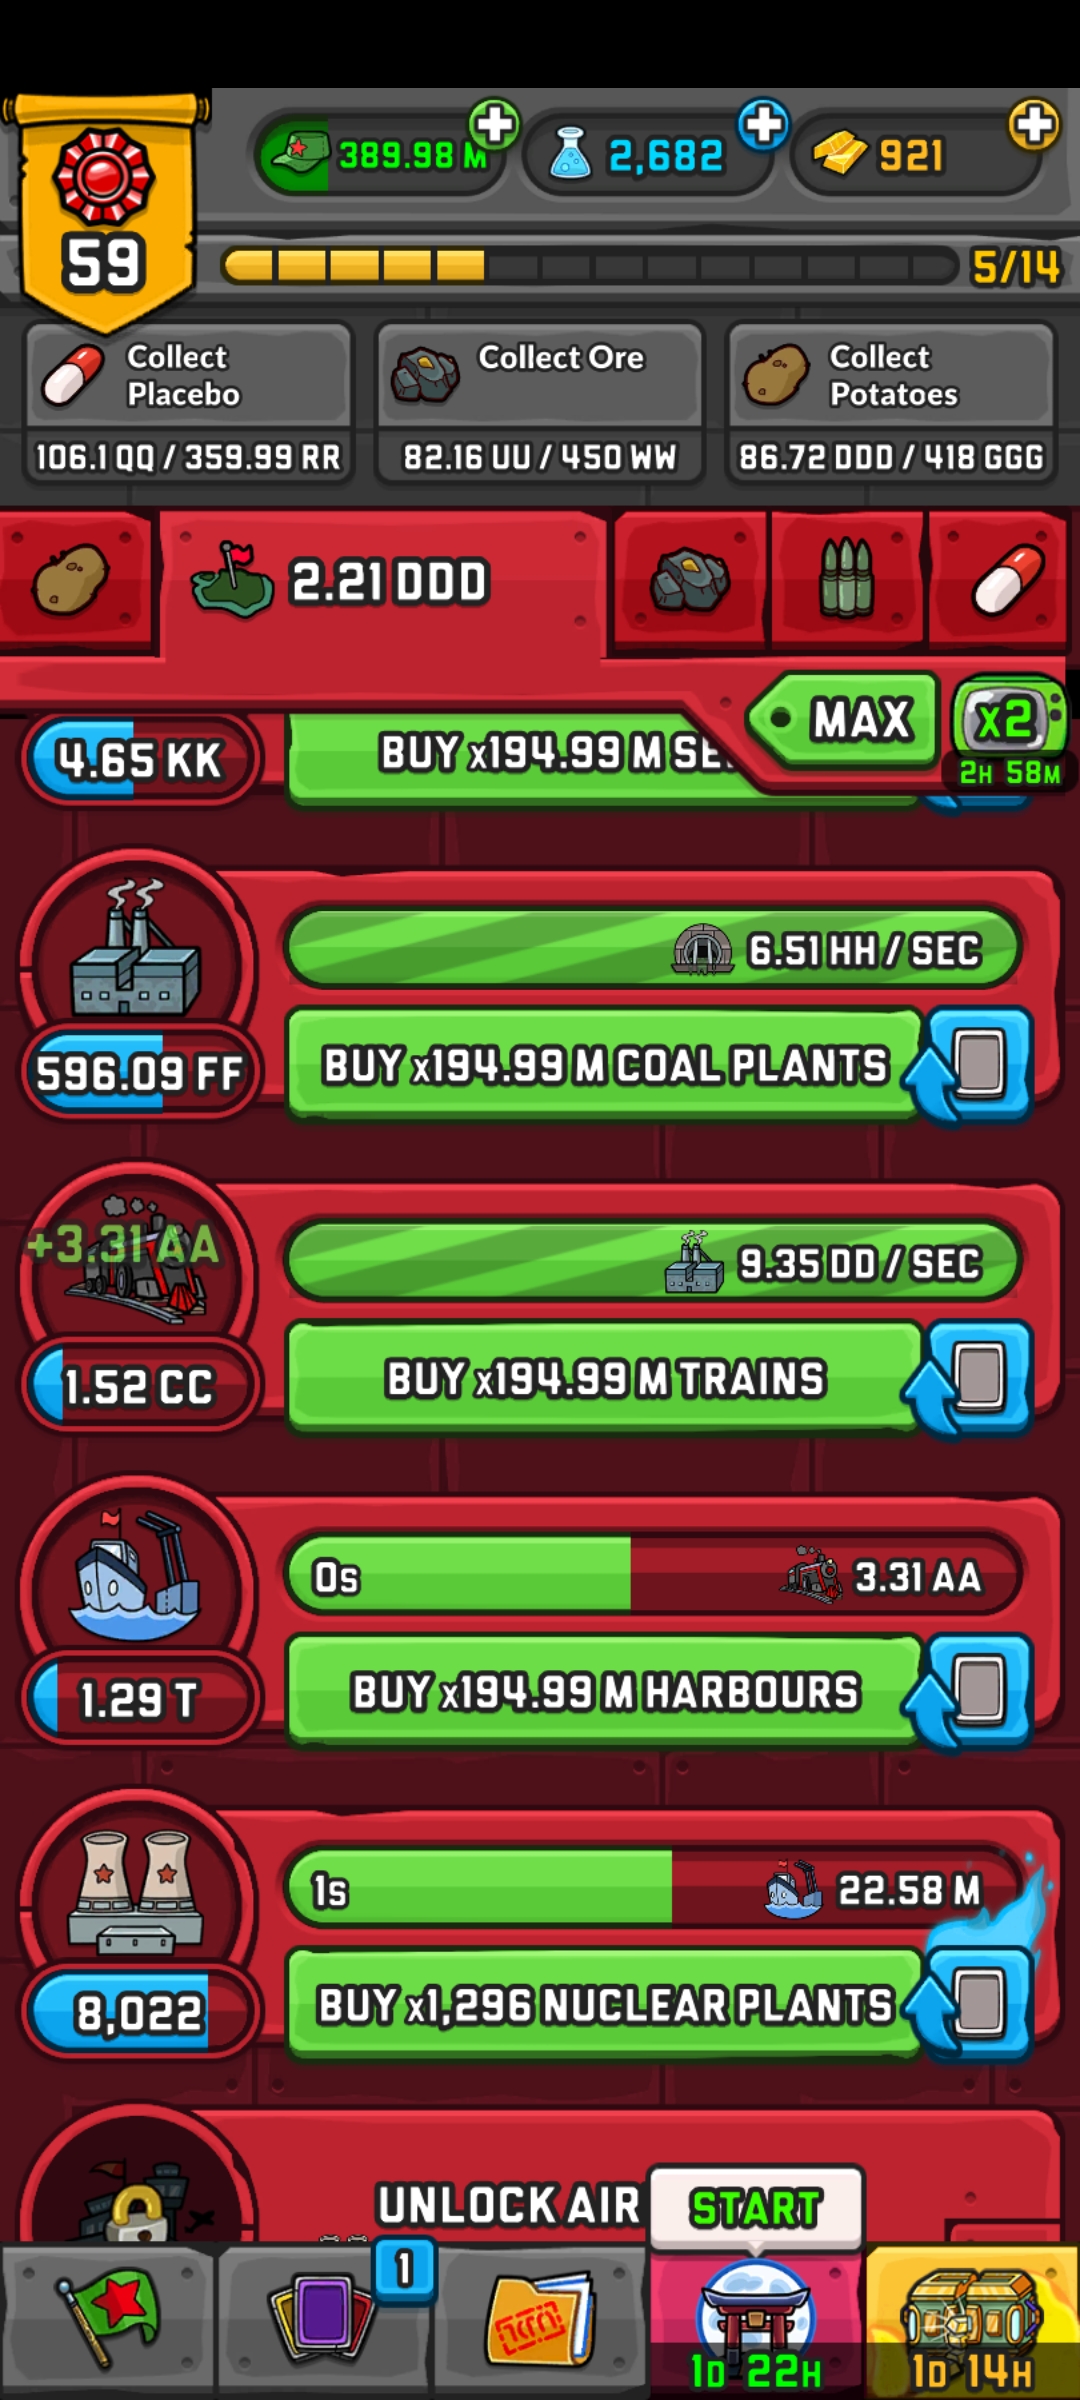 389.98 M
2,682
921
59
5/14
Collect
Placebo
106.1 QQ / 359.99 RR
Collect Ore
82.16 UU / 450 WW
Collect
Potatoes
86.72 DDD / 418 GGG
2.21 DDD
MAX
x2
2H 58M
4.65 KK
BUY x194.99 M SE
6.51 HH / SEC
596.09 FF
BUY x194.99 M COAL PLANTS
+3.31 AA
9.35 DD / SEC
1.52 CC
BUY x194.99 M TRAINS
0s
3.31 AA
1.29 T
BUY x194.99 M HARBOURS
1s
22.58 M
8,022
BUY x1,296 NUCLEAR PLANTS
UNLOCK AIR
START
1
1D 22H
1D 14H